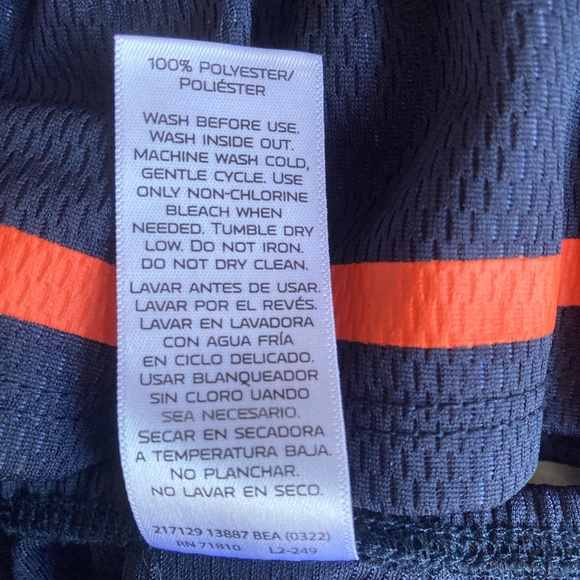 100% POLYESTER/
POLIÉSTER
WASH BEFORE USE.
WASH INSIDE OUT.
MACHINE WASH COLD,
GENTLE CYCLE. USE
ONLY NON-CHLORINE
BLEACH WHEN
NEEDED. TUMBLE DRY
LOW. DO NOT IRON.
DO NOT DRY CLEAN.
LAVAR ANTES DE USAR.
LAVAR POR EL REVÉS.
LAVAR EN LAVADORA
CON AGUA FRÍA
EN CICLO DELICADO.
USAR BLANQUEADOR
SIN CLORO UANDO
SEA NECESARIO.
SECAR EN SECADORA
A TEMPERATURA BAJA.
NO PLANCHAR.
NO LAVAR EN SECO.
217129 13887 BEA (0322)
RN 71810 L2-249